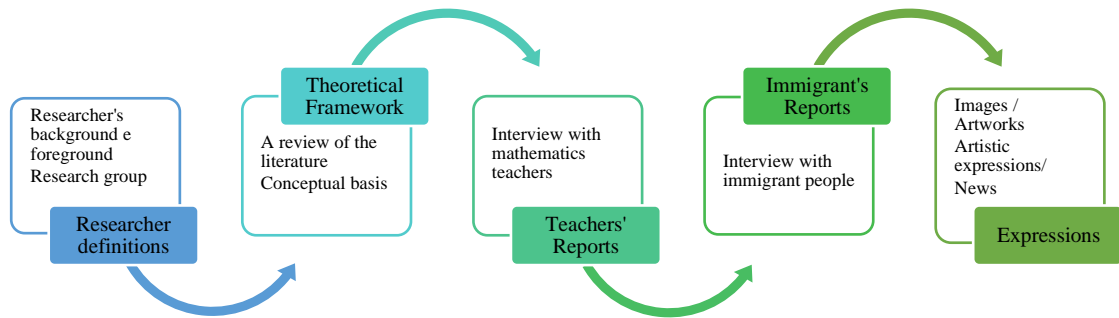 Researcher's
background e
foreground
Research group
Researcher
definitions
Theoretical
Framework
A review of the
literature
Conceptual basis
Interview with
mathematics
teachers
Teachers'
Reports
Immigrant's
Reports
Interview with
immigrant people
Images /
Artworks
Artistic
expressions/
News
Expressions